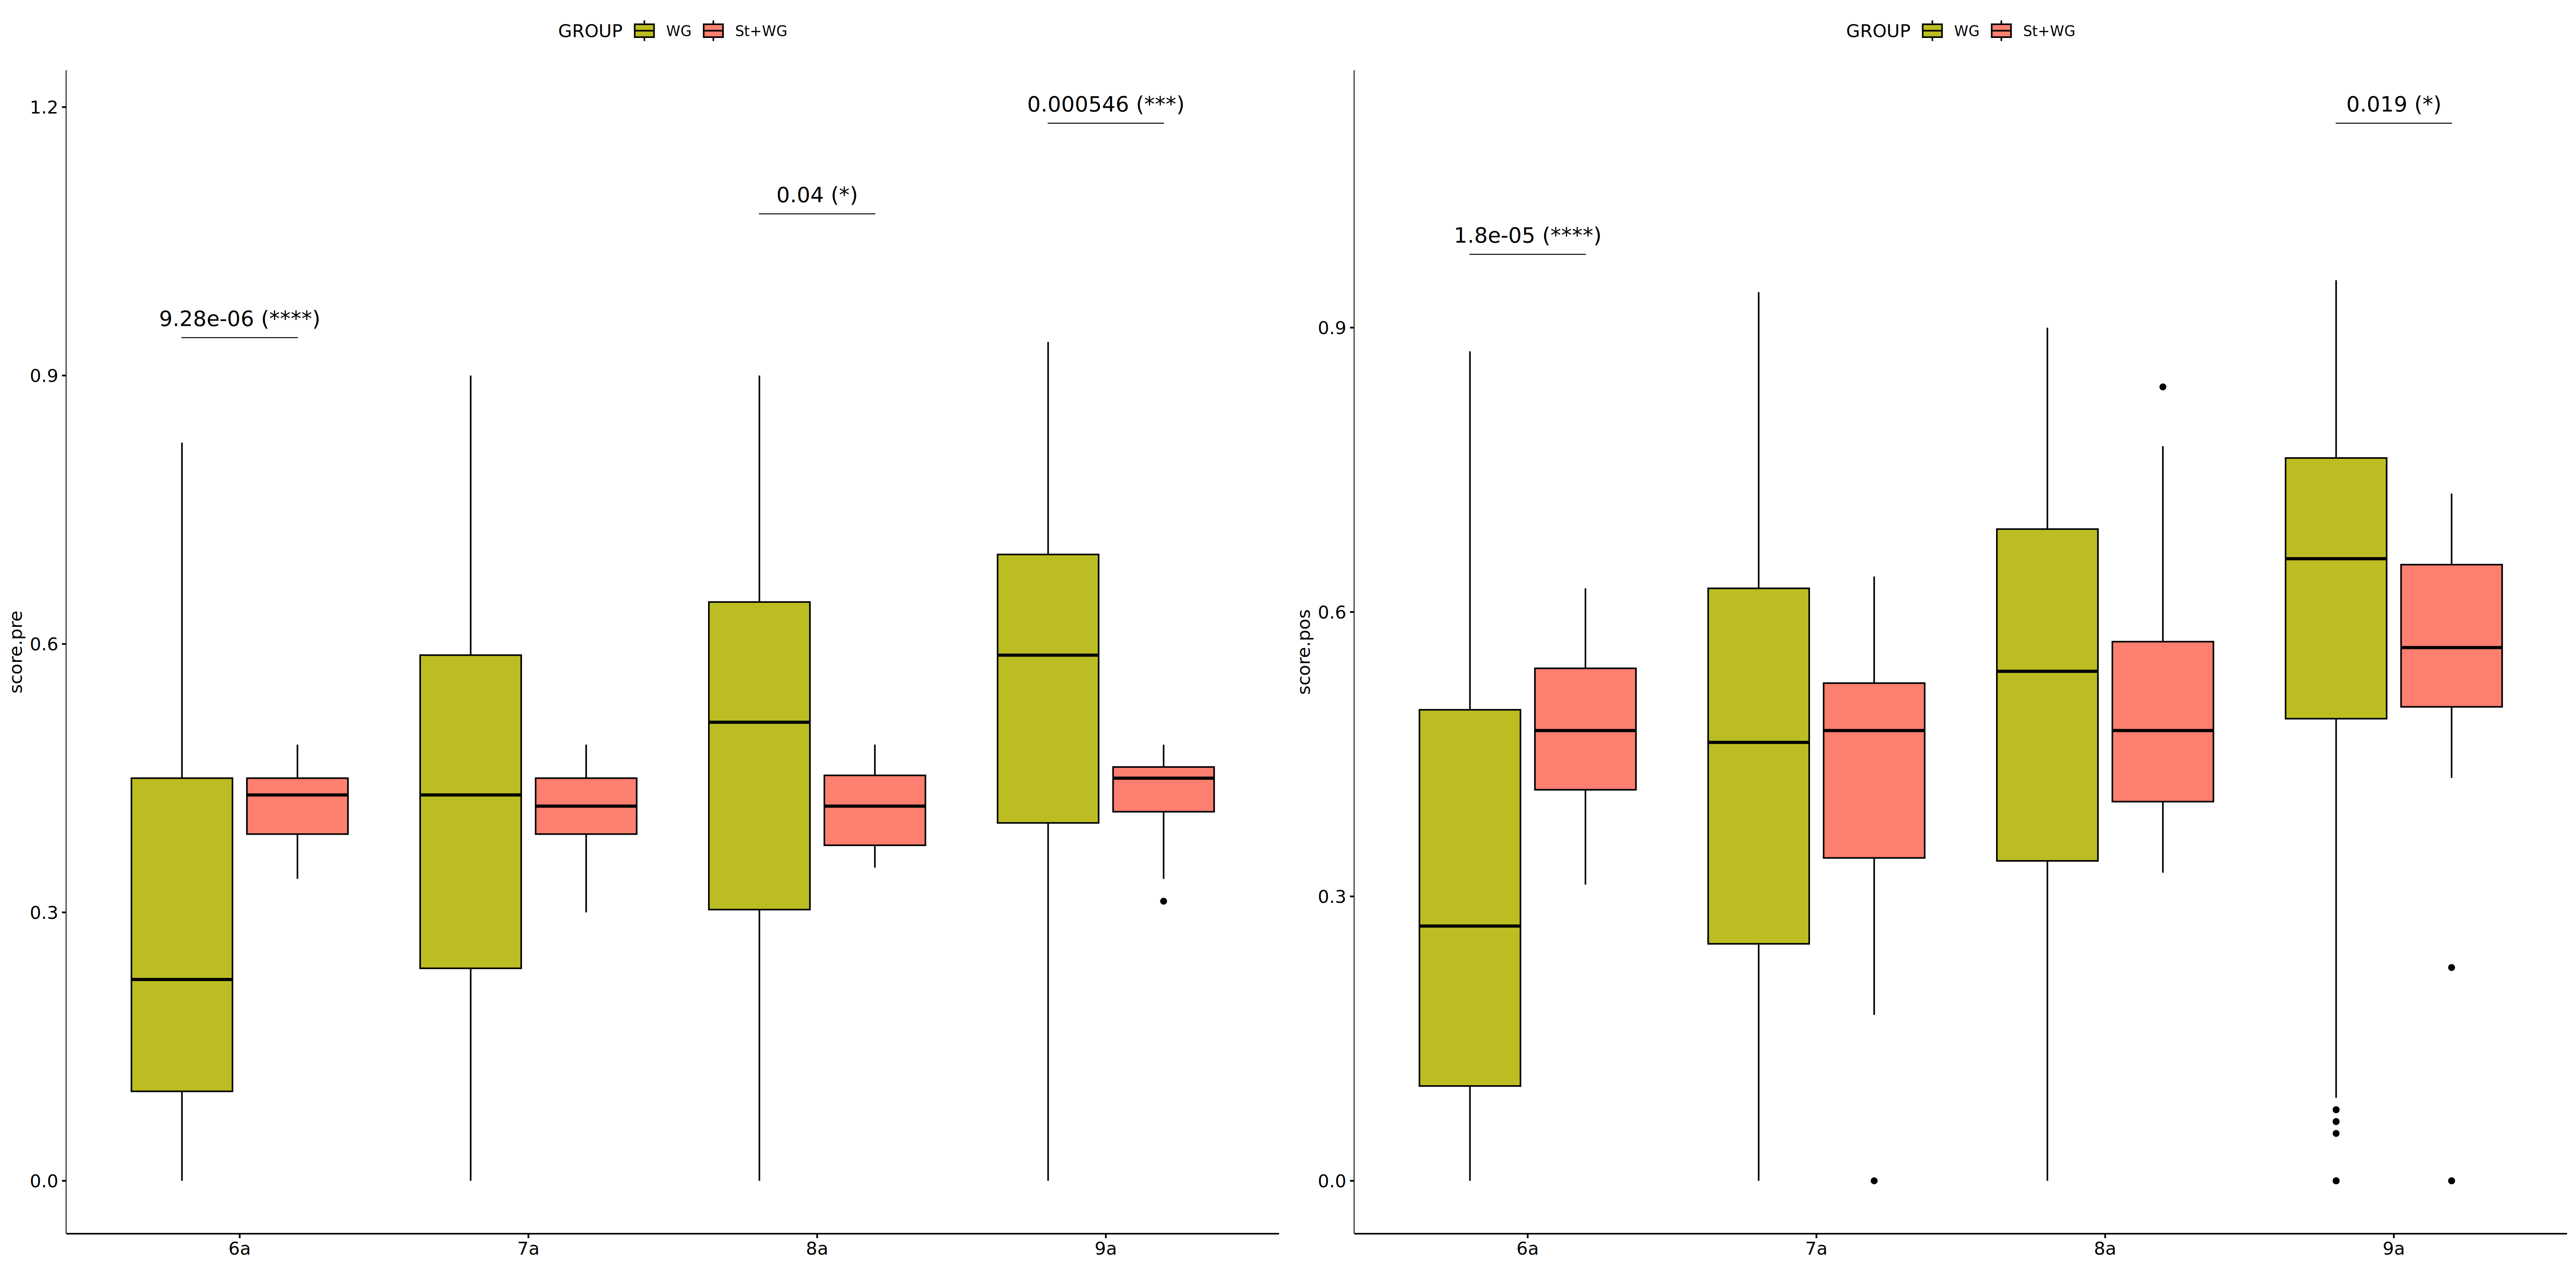 GROUP WG St+WG
score.pre
1.2
0.9
0.6
0.3
0.0
0.000546 (***)
0.04 (*)
9.28e-06 (****)
6a 7a 8a 9a
GROUP WG St+WG
score.pos
0.9
0.6
0.3
0.0
0.019 (*)
1.8e-05 (****)
6a 7a 8a 9a